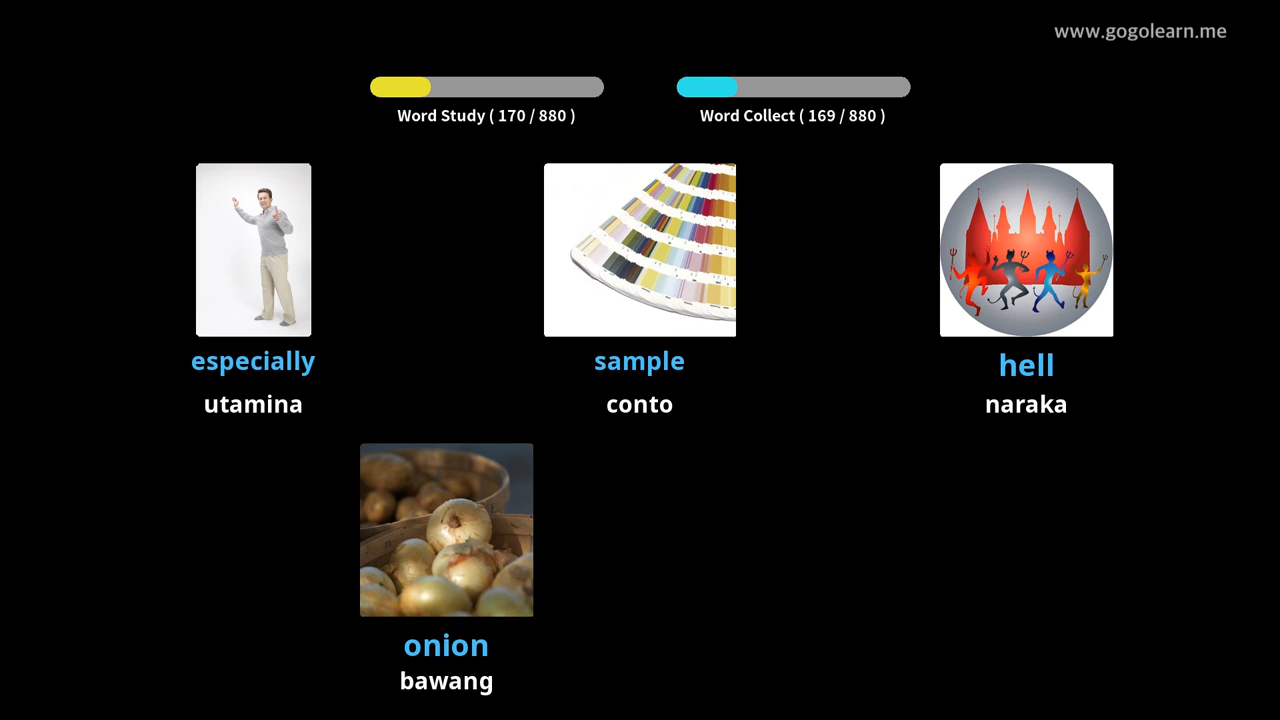 www.gogolearn.me
Word Study ( 170 / 880 )
Word Collect ( 169 / 880 )
especially
utamina
sample
conto
hell
naraka
onion
bawang